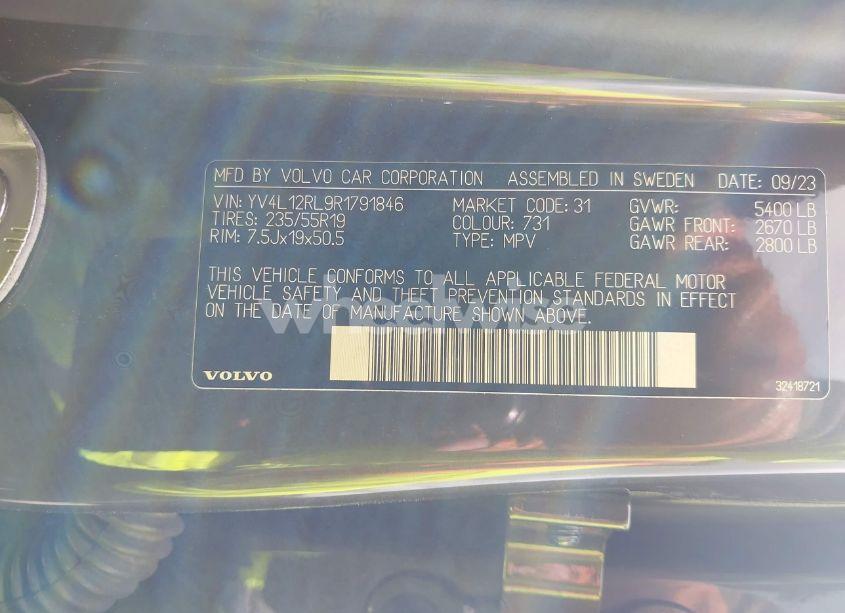 MFD BY VOLVO CAR CORPORATION ASSEMBLED IN SWEDEN DATE: 09/23
VIN: YV4L12RL9R1791846 MARKET CODE: 31 GVWR: 5400 LB
TIRES: 235/55R19 COLOUR: 731 GAWR FRONT: 2670 LB
RIM: 7.5Jx19x50.5 TYPE: MPV GAWR REAR: 2800 LB
THIS VEHICLE CONFORMS TO ALL APPLICABLE FEDERAL MOTOR
VEHICLE SAFETY AND THEFT PREVENTION STANDARDS IN EFFECT
ON THE DATE OF MANUFACTURE SHOWN ABOVE.
wheelwise
VOLVO 32418721